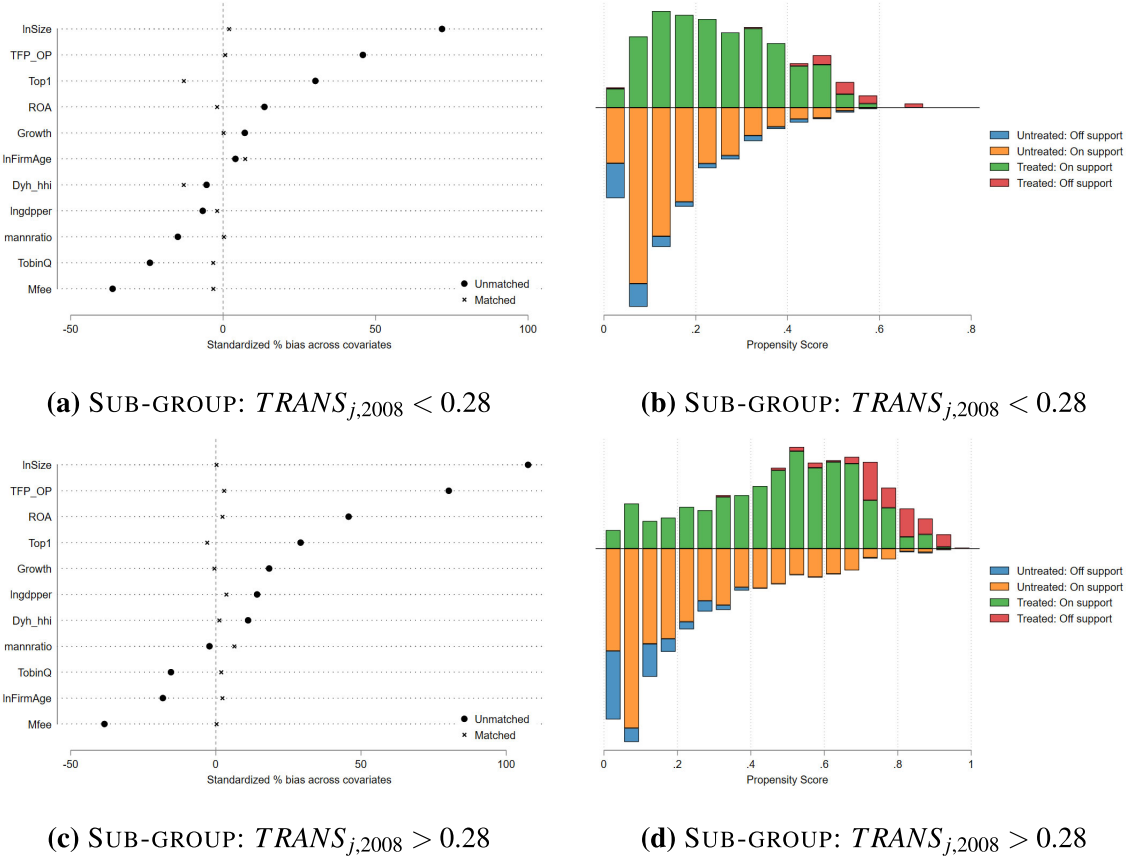 lnSize
TFP_OP
Top1
ROA
Growth
lnFirmAge
Dyh_hhi
lngdpper
mannratio
TobinQ
Mfee
Unmatched
Matched
-50 0 50 100
Standardized % bias across covariates
Untreated: Off support
Untreated: On support
Treated: On support
Treated: Off support
0 .2 .4 .6 .8
Propensity Score
(a) SUB-GROUP: TRANSj,2008 < 0.28
(b) SUB-GROUP: TRANSj,2008 < 0.28
lnSize
TFP_OP
ROA
Top1
Growth
lngdpper
Dyh_hhi
mannratio
TobinQ
lnFirmAge
Mfee
Unmatched
Matched
-50 0 50 100
Standardized % bias across covariates
Untreated: Off support
Untreated: On support
Treated: On support
Treated: Off support
0 .2 .4 .6 .8 1
Propensity Score
(c) SUB-GROUP: TRANSj,2008 > 0.28
(d) SUB-GROUP: TRANSj,2008 > 0.28